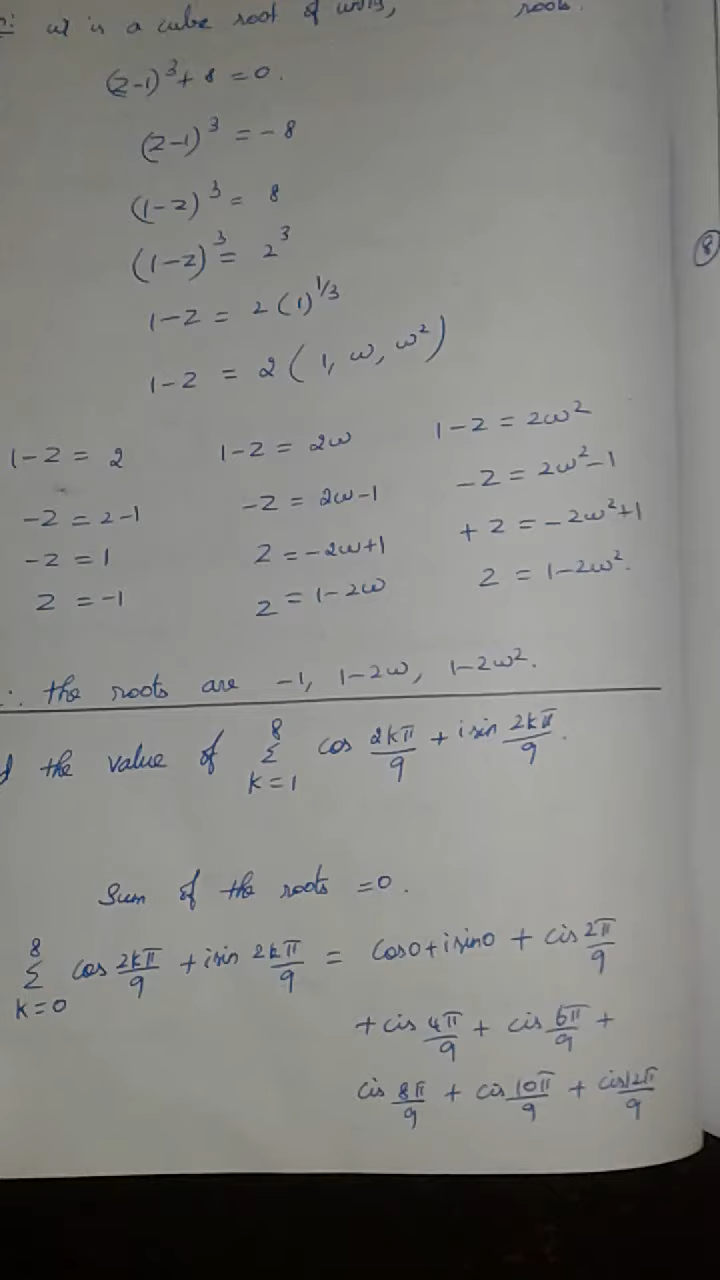 ω is a cube root of unity, roots.
(z-1)³ + 8 = 0.
(z-1)³ = -8
(1-z)³ = 8
(1-z)³ = 2³
1-z = 2(1)^1/3
1-z = 2(1, ω, ω²)
8
1-z = 2 1-z = 2ω 1-z = 2ω²
-z = 2-1 -z = 2ω-1 -z = 2ω²-1
-z = 1 z = -2ω+1 +z = -2ω²+1
z = -1 z = 1-2ω z = 1-2ω².
∴ the roots are -1, 1-2ω, 1-2ω².
the value of Σ k=1 8 cos 2kπ/9 + i sin 2kπ/9.
Sum of the roots = 0.
Σ k=0 8 cos 2kπ/9 + i sin 2kπ/9 = cos0 + i sin0 + cis 2π/9
+ cis 4π/9 + cis 6π/9 +
cis 8π/9 + cis 10π/9 + cis 12π/9